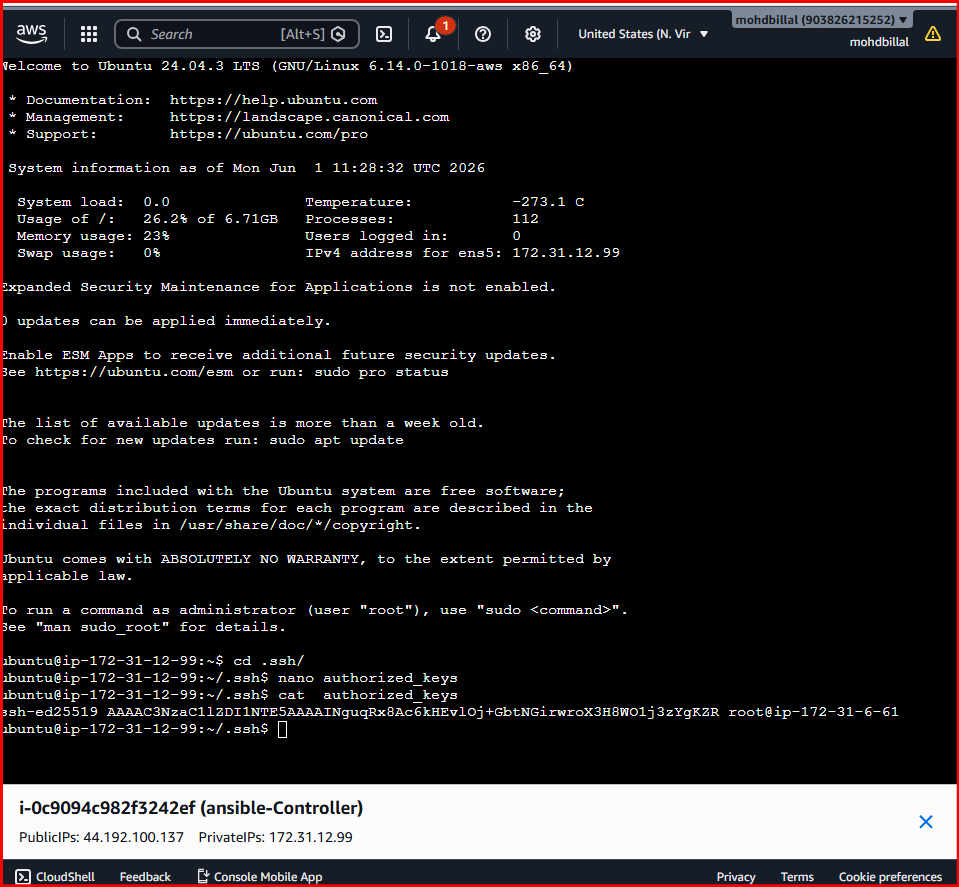 aws
Search [Alt+S]
1
United States (N. Vir
mohdbillal (903826215252)
mohdbillal
Welcome to Ubuntu 24.04.3 LTS (GNU/Linux 6.14.0-1018-aws x86_64)
* Documentation: https://help.ubuntu.com
* Management: https://landscape.canonical.com
* Support: https://ubuntu.com/pro
System information as of Mon Jun 1 11:28:32 UTC 2026
System load: 0.0 Temperature: -273.1 C
Usage of /: 26.2% of 6.71GB Processes: 112
Memory usage: 23% Users logged in: 0
Swap usage: 0% IPv4 address for ens5: 172.31.12.99
Expanded Security Maintenance for Applications is not enabled.
0 updates can be applied immediately.
Enable ESM Apps to receive additional future security updates.
See https://ubuntu.com/esm or run: sudo pro status
The list of available updates is more than a week old.
To check for new updates run: sudo apt update
The programs included with the Ubuntu system are free software;
the exact distribution terms for each program are described in the
individual files in /usr/share/doc/*/copyright.
Ubuntu comes with ABSOLUTELY NO WARRANTY, to the extent permitted by
applicable law.
To run a command as administrator (user "root"), use "sudo <command>".
See "man sudo_root" for details.
ubuntu@ip-172-31-12-99:~$ cd .ssh/
ubuntu@ip-172-31-12-99:~/.ssh$ nano authorized_keys
ubuntu@ip-172-31-12-99:~/.ssh$ cat  authorized_keys
ssh-ed25519 AAAAC3NzaC1lZDI1NTE5AAAAINguqRx8Ac6kHEvlOj+GbtNGirwroX3H8WO1j3zYgKZR root@ip-172-31-6-61
ubuntu@ip-172-31-12-99:~/.ssh$
i-0c9094c982f3242ef (ansible-Controller)
PublicIPs: 44.192.100.137 PrivateIPs: 172.31.12.99
CloudShell Feedback Console Mobile App Privacy Terms Cookie preferences